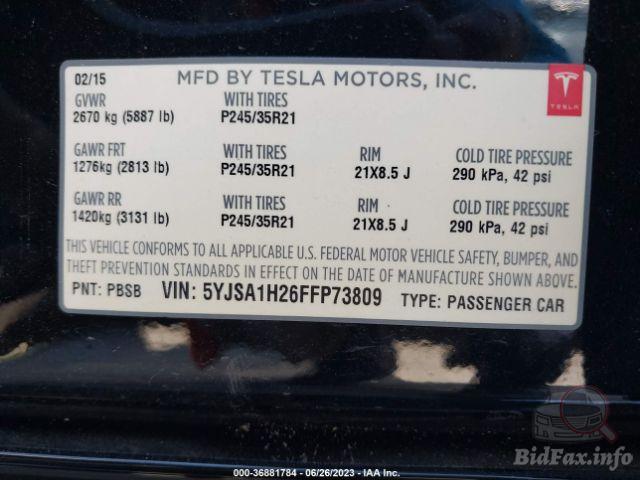 02/15 MFD BY TESLA MOTORS, INC.
GVWR WITH TIRES
2670 kg (5887 lb) P245/35R21
TESLA
GAWR FRT WITH TIRES RIM COLD TIRE PRESSURE
1276kg (2813 lb) P245/35R21 21X8.5 J 290 kPa, 42 psi
GAWR RR WITH TIRES RIM COLD TIRE PRESSURE
1420kg (3131 lb) P245/35R21 21X8.5 J 290 kPa, 42 psi
THIS VEHICLE CONFORMS TO ALL APPLICABLE U.S. FEDERAL MOTOR VEHICLE SAFETY, BUMPER, AND
THEFT PREVENTION STANDARDS IN EFFECT ON THE DATE OF MANUFACTURE SHOWN ABOVE.
PNT: PBSB VIN: 5YJSA1H26FFP73809 TYPE: PASSENGER CAR
BidFax.info
000-36881784 - 06/26/2023 - IAA Inc.